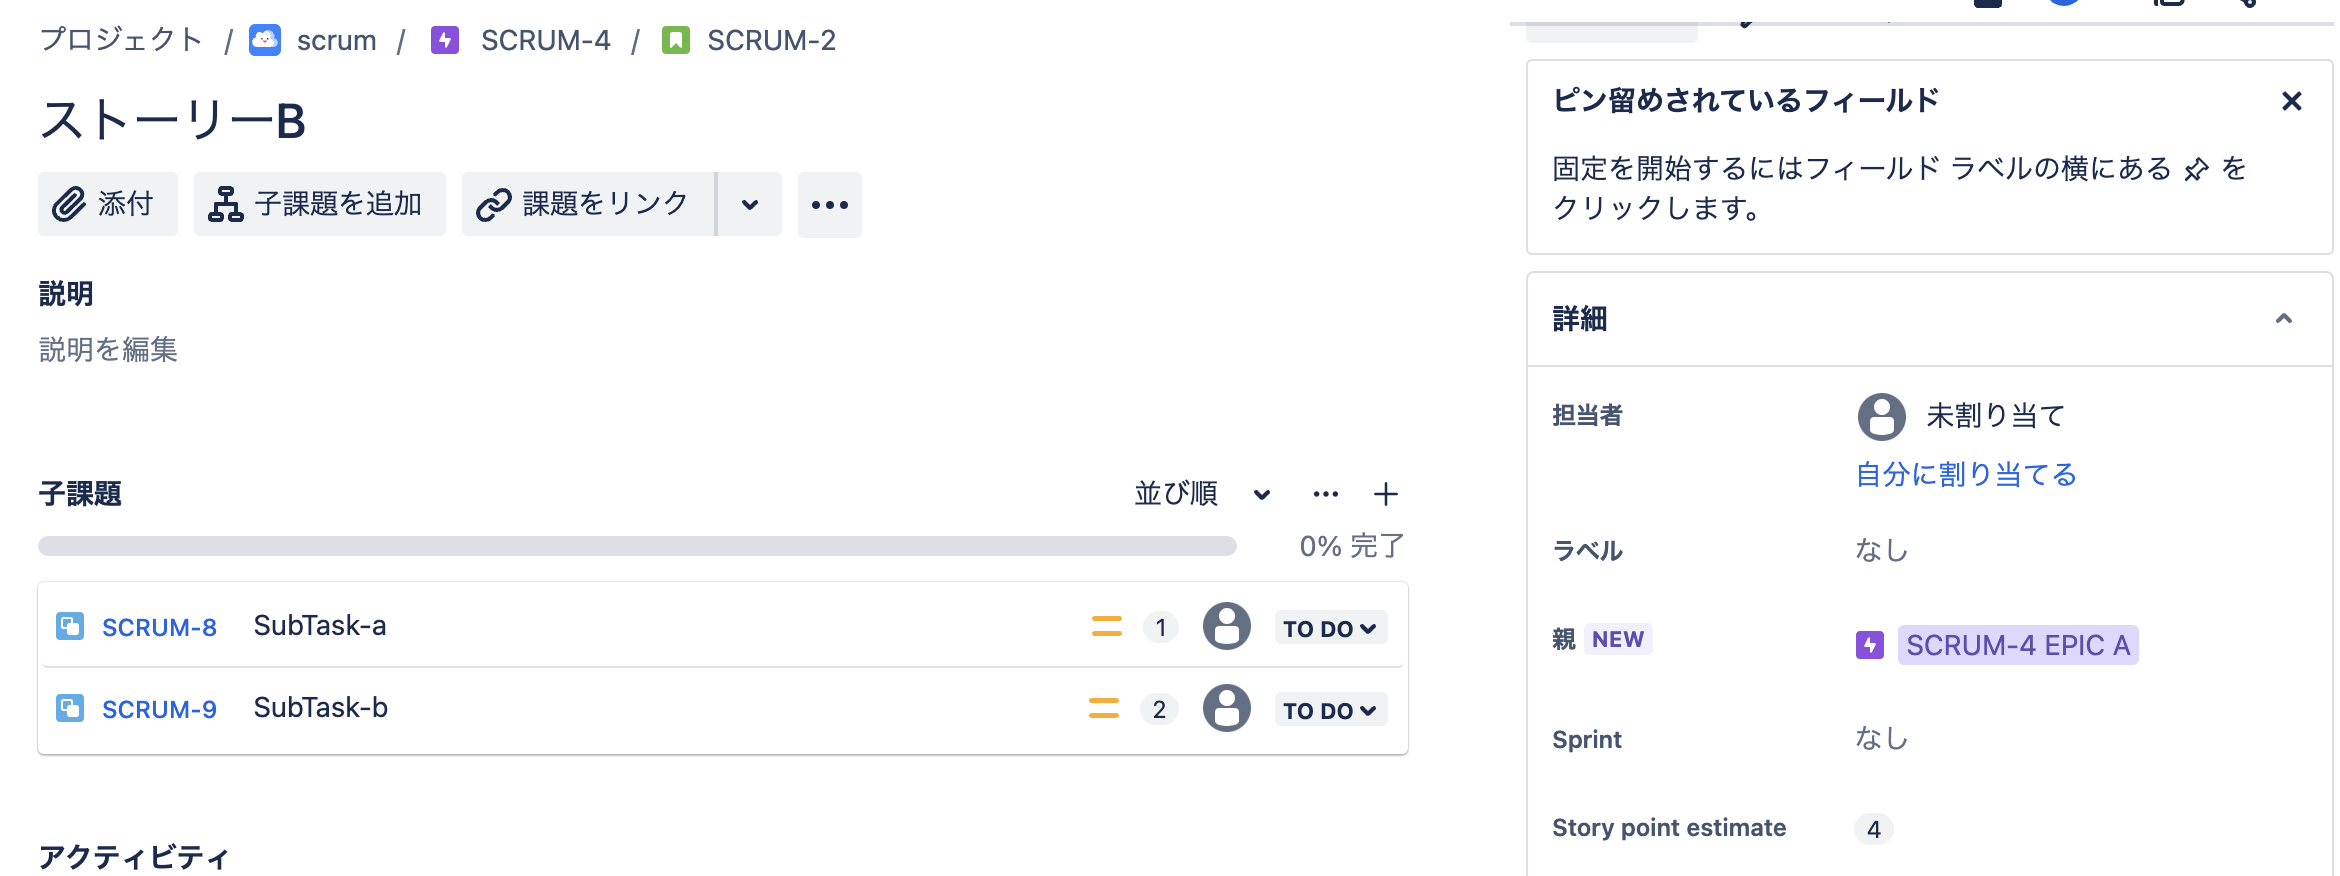 プロジェクト / scrum / SCRUM-4 / SCRUM-2
ストーリーB
添付 子課題を追加 課題をリンク
説明
説明を編集
子課題 並び順
0% 完了
SCRUM-8 SubTask-a 1 TO DO
SCRUM-9 SubTask-b 2 TO DO
アクティビティ
ピン留めされているフィールド
固定を開始するにはフィールド ラベルの横にある を
クリックします。
詳細
担当者 未割り当て
自分に割り当てる
ラベル なし
親 NEW SCRUM-4 EPIC A
Sprint なし
Story point estimate 4